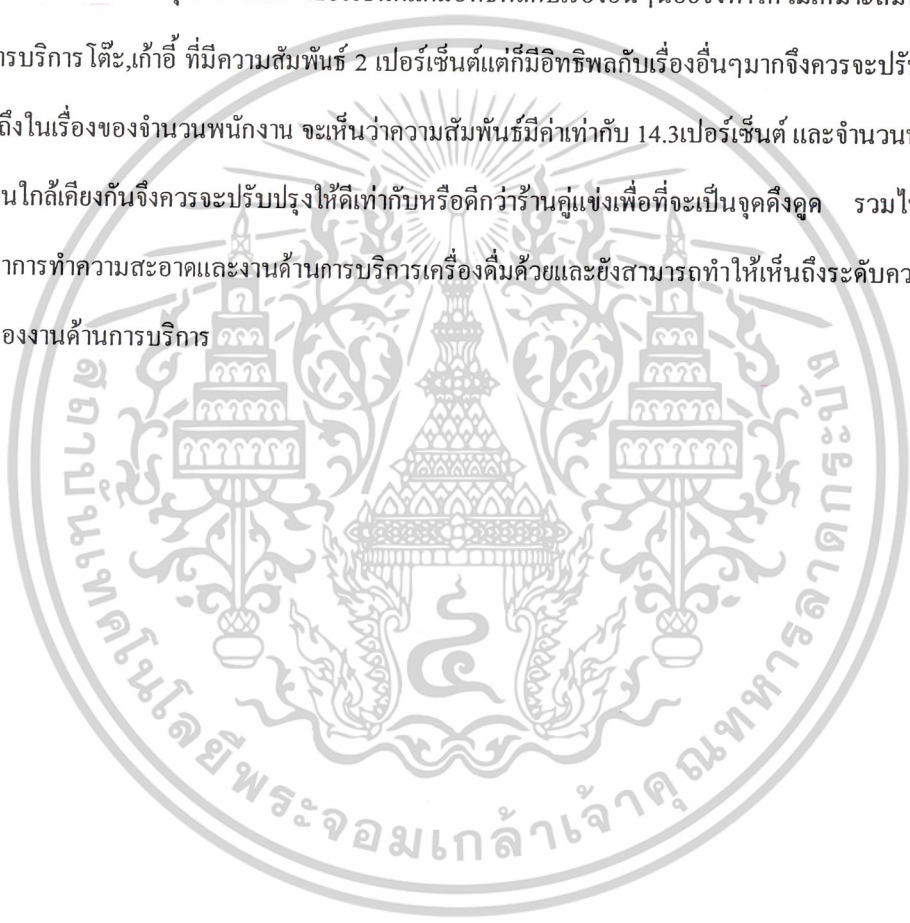 การบริการ โต๊ะ,เก้าอี้ ที่มีความสัมพันธ์ 2 เปอร์เซ็นต์แต่ก็มีอิทธิพลกับเรื่องอื่นๆมากจึงควรจะปรับ
ถึงในเรื่องของจำนวนพนักงาน จะเห็นว่าความสัมพันธ์มีค่าเท่ากับ 14.3เปอร์เซ็นต์ และจำนวน
นใกล้เคียงกันจึงควรจะปรับปรุงให้ดีเท่ากับหรือดีกว่าร้านคู่แข่งเพื่อที่จะเป็นจุดดึงดูด รวมไ
าการทำความสะอาดและงานด้านการบริการเครื่องดื่มด้วยและยังสามารถทำให้เห็นถึงระดับคว
องงานด้านการบริการ
สถาบันเทคโนโลยีพระจอมเกล้าเจ้าคุณทหารลาดกระบัง